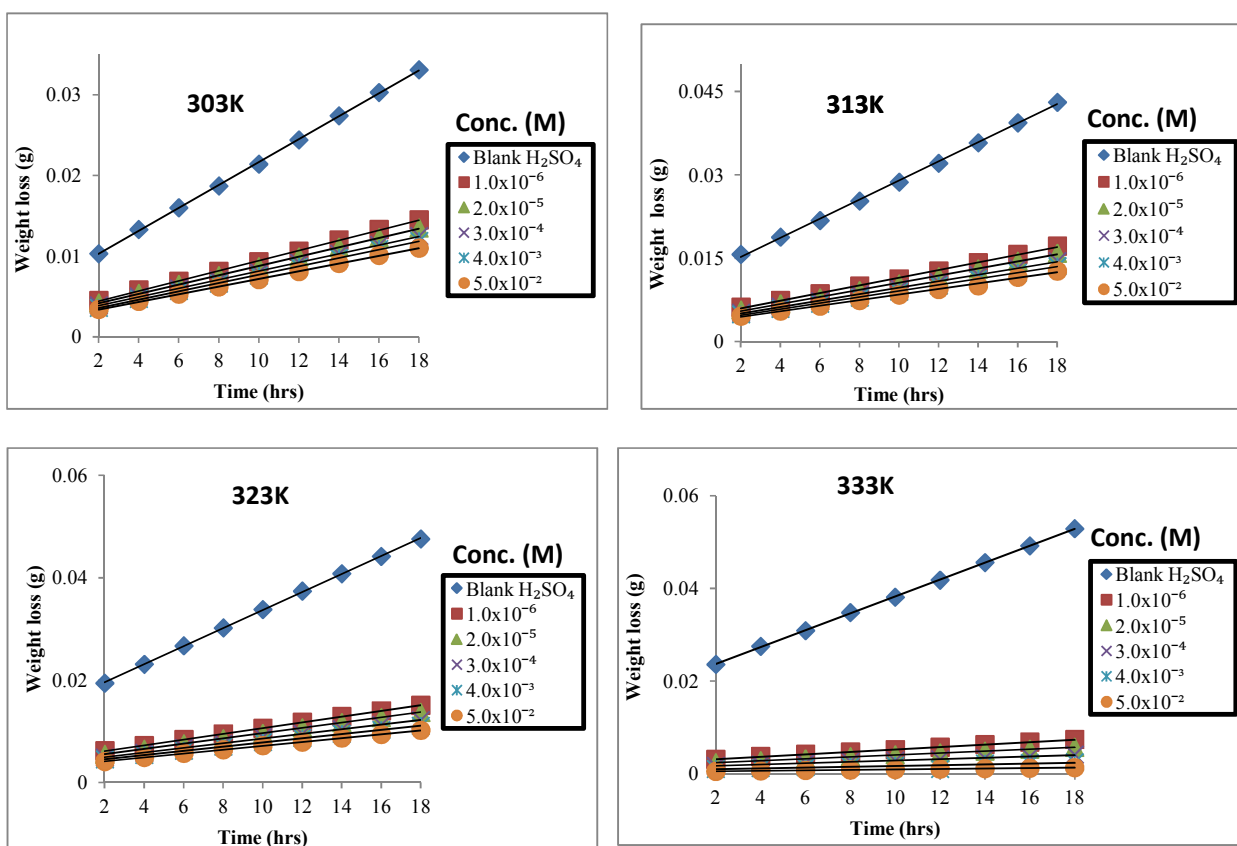 303K
Weight loss (g)
0.03
0.02
0.01
0
2 4 6 8 10 12 14 16 18
Time (hrs)
Conc. (M)
Blank H₂SO₄
1.0x10⁻⁶
2.0x10⁻⁵
3.0x10⁻⁴
4.0x10⁻³
5.0x10⁻²
313K
Weight loss (g)
0.045
0.03
0.015
0
2 4 6 8 10 12 14 16 18
Time (hrs)
Conc. (M)
Blank H₂SO₄
1.0x10⁻⁶
2.0x10⁻⁵
3.0x10⁻⁴
4.0x10⁻³
5.0x10⁻²
323K
Weight loss (g)
0.06
0.04
0.02
0
2 4 6 8 10 12 14 16 18
Time (hrs)
Conc. (M)
Blank H₂SO₄
1.0x10⁻⁶
2.0x10⁻⁵
3.0x10⁻⁴
4.0x10⁻³
5.0x10⁻²
333K
Weight loss (g)
0.06
0.04
0.02
0
2 4 6 8 10 12 14 16 18
Time (hrs)
Conc. (M)
Blank H₂SO₄
1.0x10⁻⁶
2.0x10⁻⁵
3.0x10⁻⁴
4.0x10⁻³
5.0x10⁻²